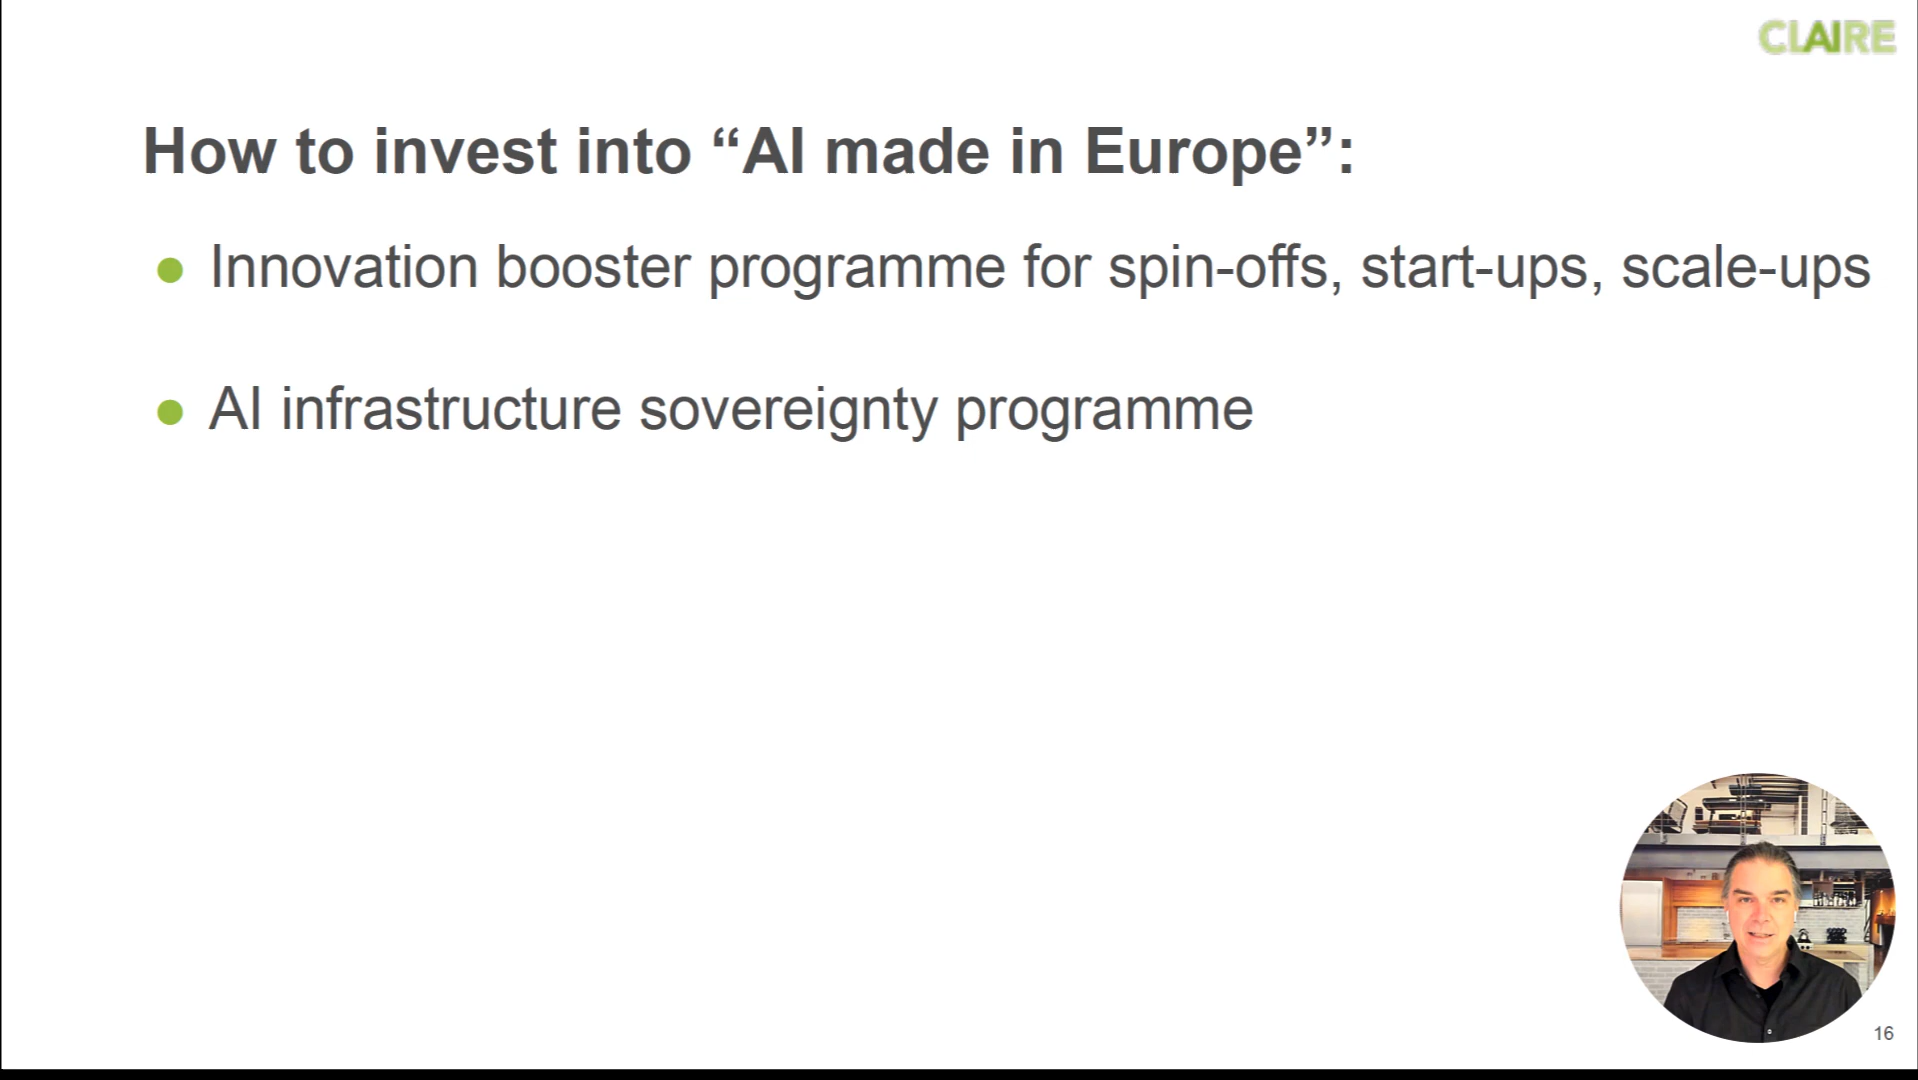 CLAIRE
How to invest into “AI made in Europe”:
● Innovation booster programme for spin-offs, start-ups, scale-ups
● AI infrastructure sovereignty programme
16